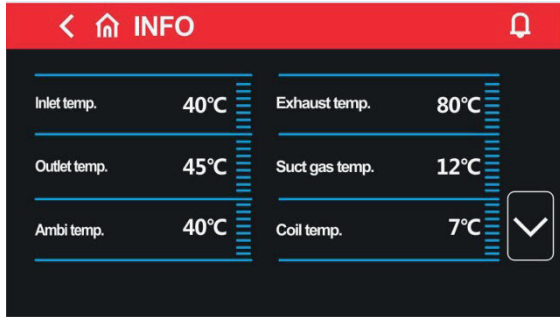 INFO
Inlet temp. 40℃ Exhaust temp. 80℃
Outlet temp. 45℃ Suct gas temp. 12℃
Ambi temp. 40℃ Coil temp. 7℃